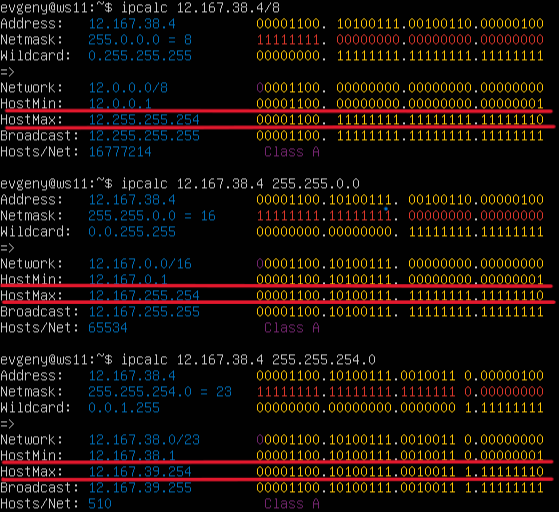 evgeny@ws11:~$ ipcalc 12.167.38.4/8
Address: 12.167.38.4 00001100. 10100111.00100110.00000100
Netmask: 255.0.0.0 = 8 11111111. 00000000.00000000.00000000
Wildcard: 0.255.255.255 00000000. 11111111.11111111.11111111
=>
Network: 12.0.0.0/8 00001100. 00000000.00000000.00000000
HostMin: 12.0.0.1 00001100. 00000000.00000000.00000001
HostMax: 12.255.255.254 00001100. 11111111.11111111.11111110
Broadcast: 12.255.255.255 00001100. 11111111.11111111.11111111
Hosts/Net: 16777214 Class A
evgeny@ws11:~$ ipcalc 12.167.38.4 255.255.0.0
Address: 12.167.38.4 00001100.10100111. 00100110.00000100
Netmask: 255.255.0.0 = 16 11111111.11111111. 00000000.00000000
Wildcard: 0.0.255.255 00000000.00000000. 11111111.11111111
=>
Network: 12.167.0.0/16 00001100.10100111. 00000000.00000000
HostMin: 12.167.0.1 00001100.10100111. 00000000.00000001
HostMax: 12.167.255.254 00001100.10100111. 11111111.11111110
Broadcast: 12.167.255.255 00001100.10100111. 11111111.11111111
Hosts/Net: 65534 Class A
evgeny@ws11:~$ ipcalc 12.167.38.4 255.255.254.0
Address: 12.167.38.4 00001100.10100111.0010011 0.00000100
Netmask: 255.255.254.0 = 23 11111111.11111111.1111111 0.00000000
Wildcard: 0.0.1.255 00000000.00000000.0000000 1.11111111
=>
Network: 12.167.38.0/23 00001100.10100111.0010011 0.00000000
HostMin: 12.167.38.1 00001100.10100111.0010011 0.00000001
HostMax: 12.167.39.254 00001100.10100111.0010011 1.11111110
Broadcast: 12.167.39.255 00001100.10100111.0010011 1.11111111
Hosts/Net: 510 Class A